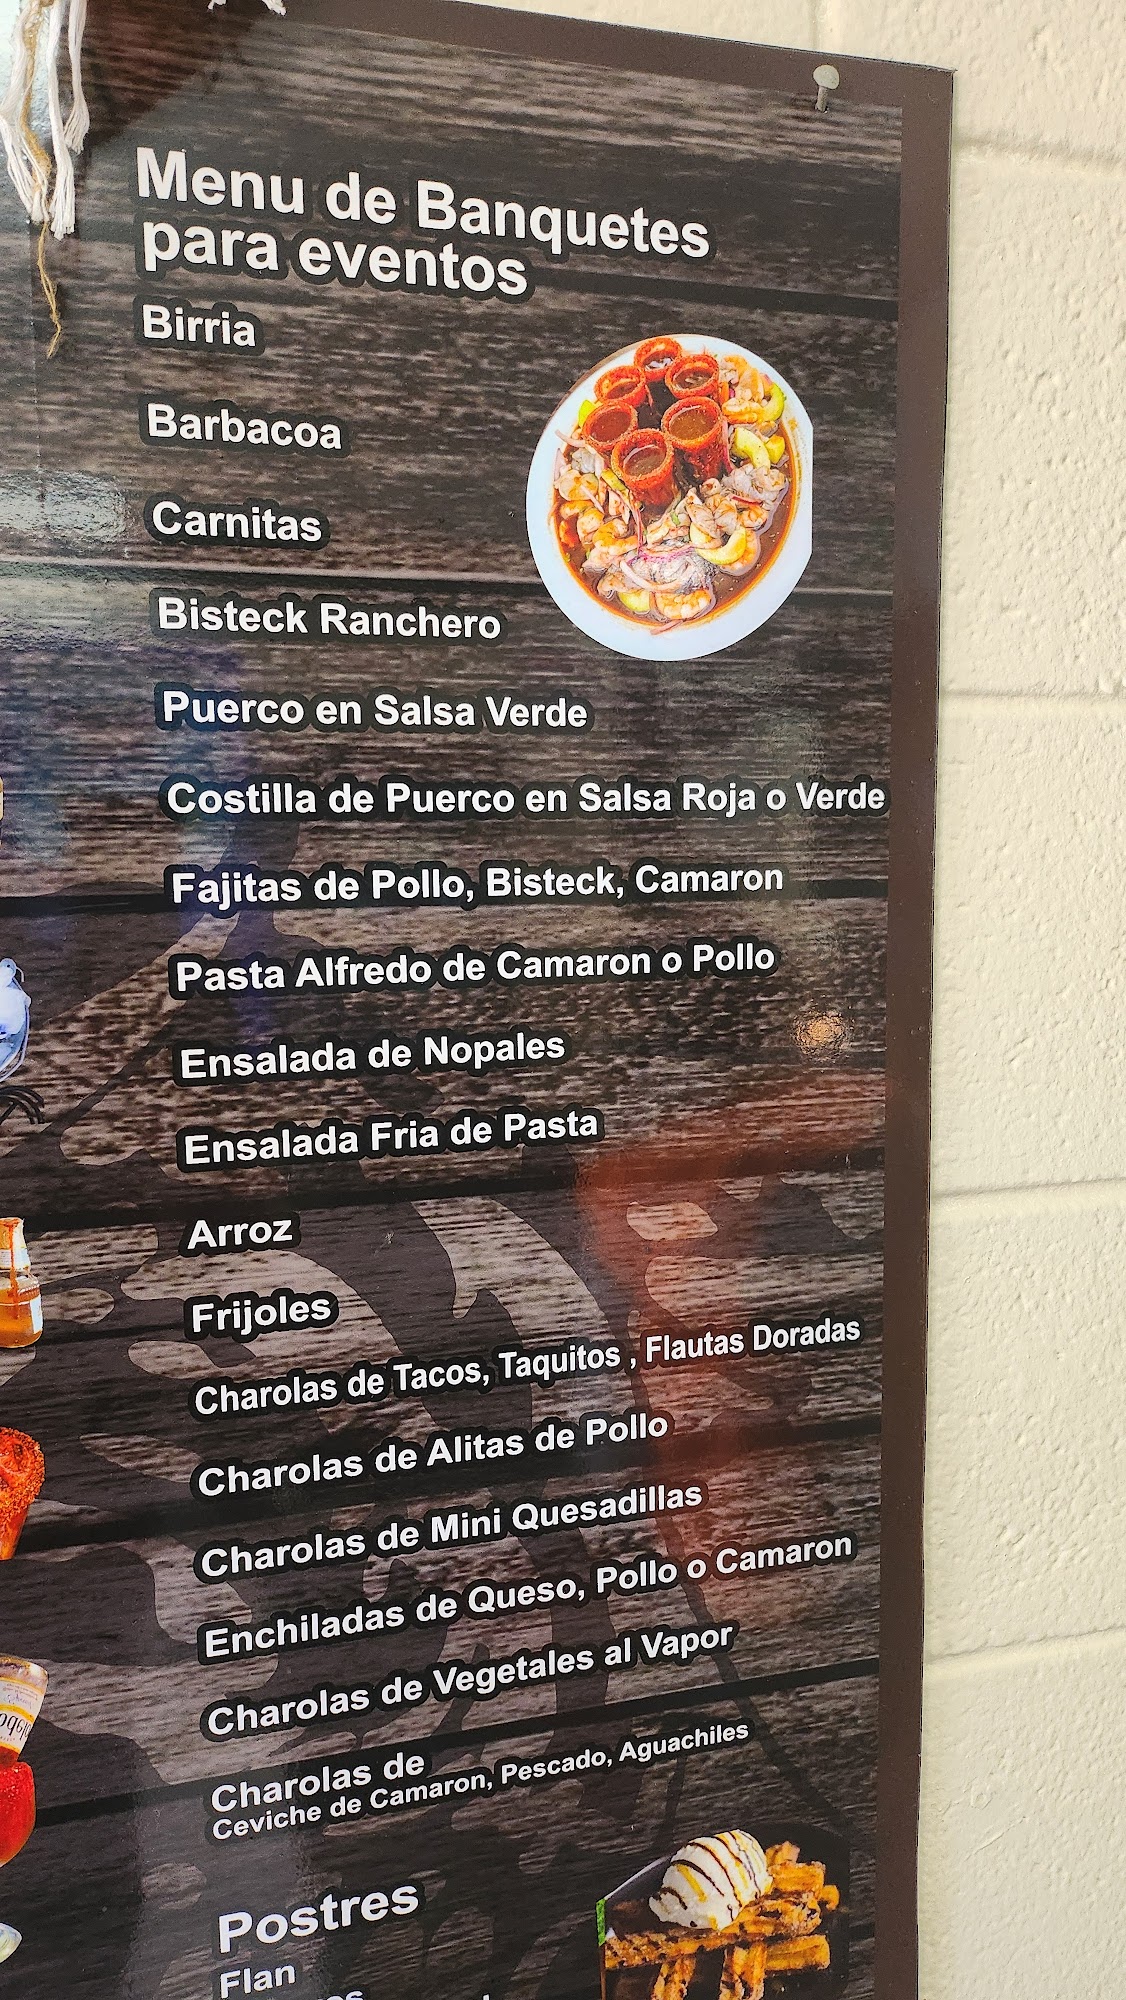 Menu de Banquetes
para eventos
Birria
Barbacoa
Carnitas
Bisteck Ranchero
Puerco en Salsa Verde
Costilla de Puerco en Salsa Roja o Verde
Fajitas de Pollo, Bisteck, Camaron
Pasta Alfredo de Camaron o Pollo
Ensalada de Nopales
Ensalada Fria de Pasta
Arroz
Frijoles
Charolas de Tacos, Taquitos , Flautas Doradas
Charolas de Alitas de Pollo
Charolas de Mini Quesadillas
Enchiladas de Queso, Pollo o Camaron
Charolas de Vegetales al Vapor
Charolas de
Ceviche de Camaron, Pescado, Aguachiles
Postres
Flan